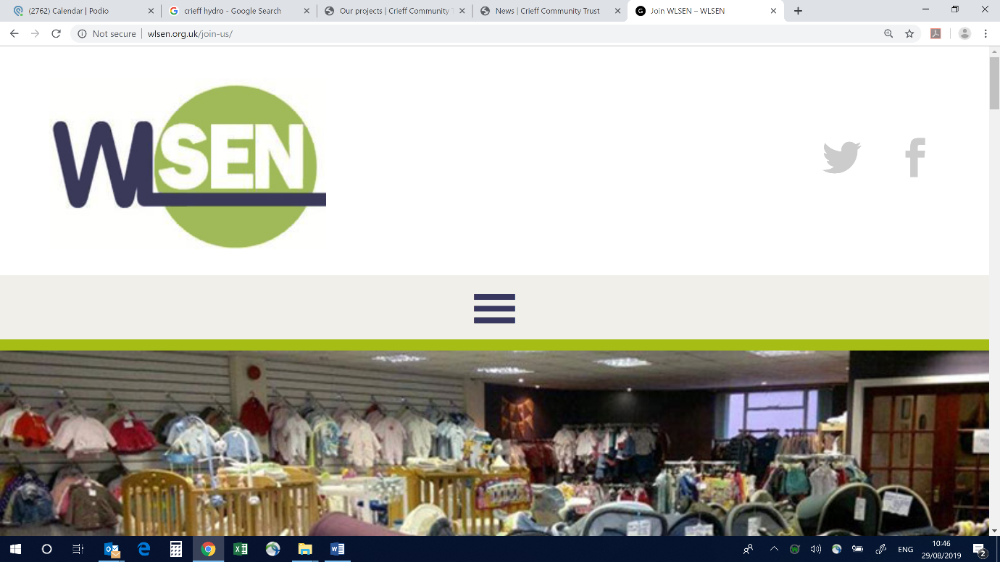 (2762) Calendar | Podio
crieff hydro - Google Search
Our projects | Crieff Community T
News | Crieff Community Trust
Join WLSEN – WLSEN
Not secure
wlsen.org.uk/join-us/
WLSEN
ENG
10:46
29/08/2019
2